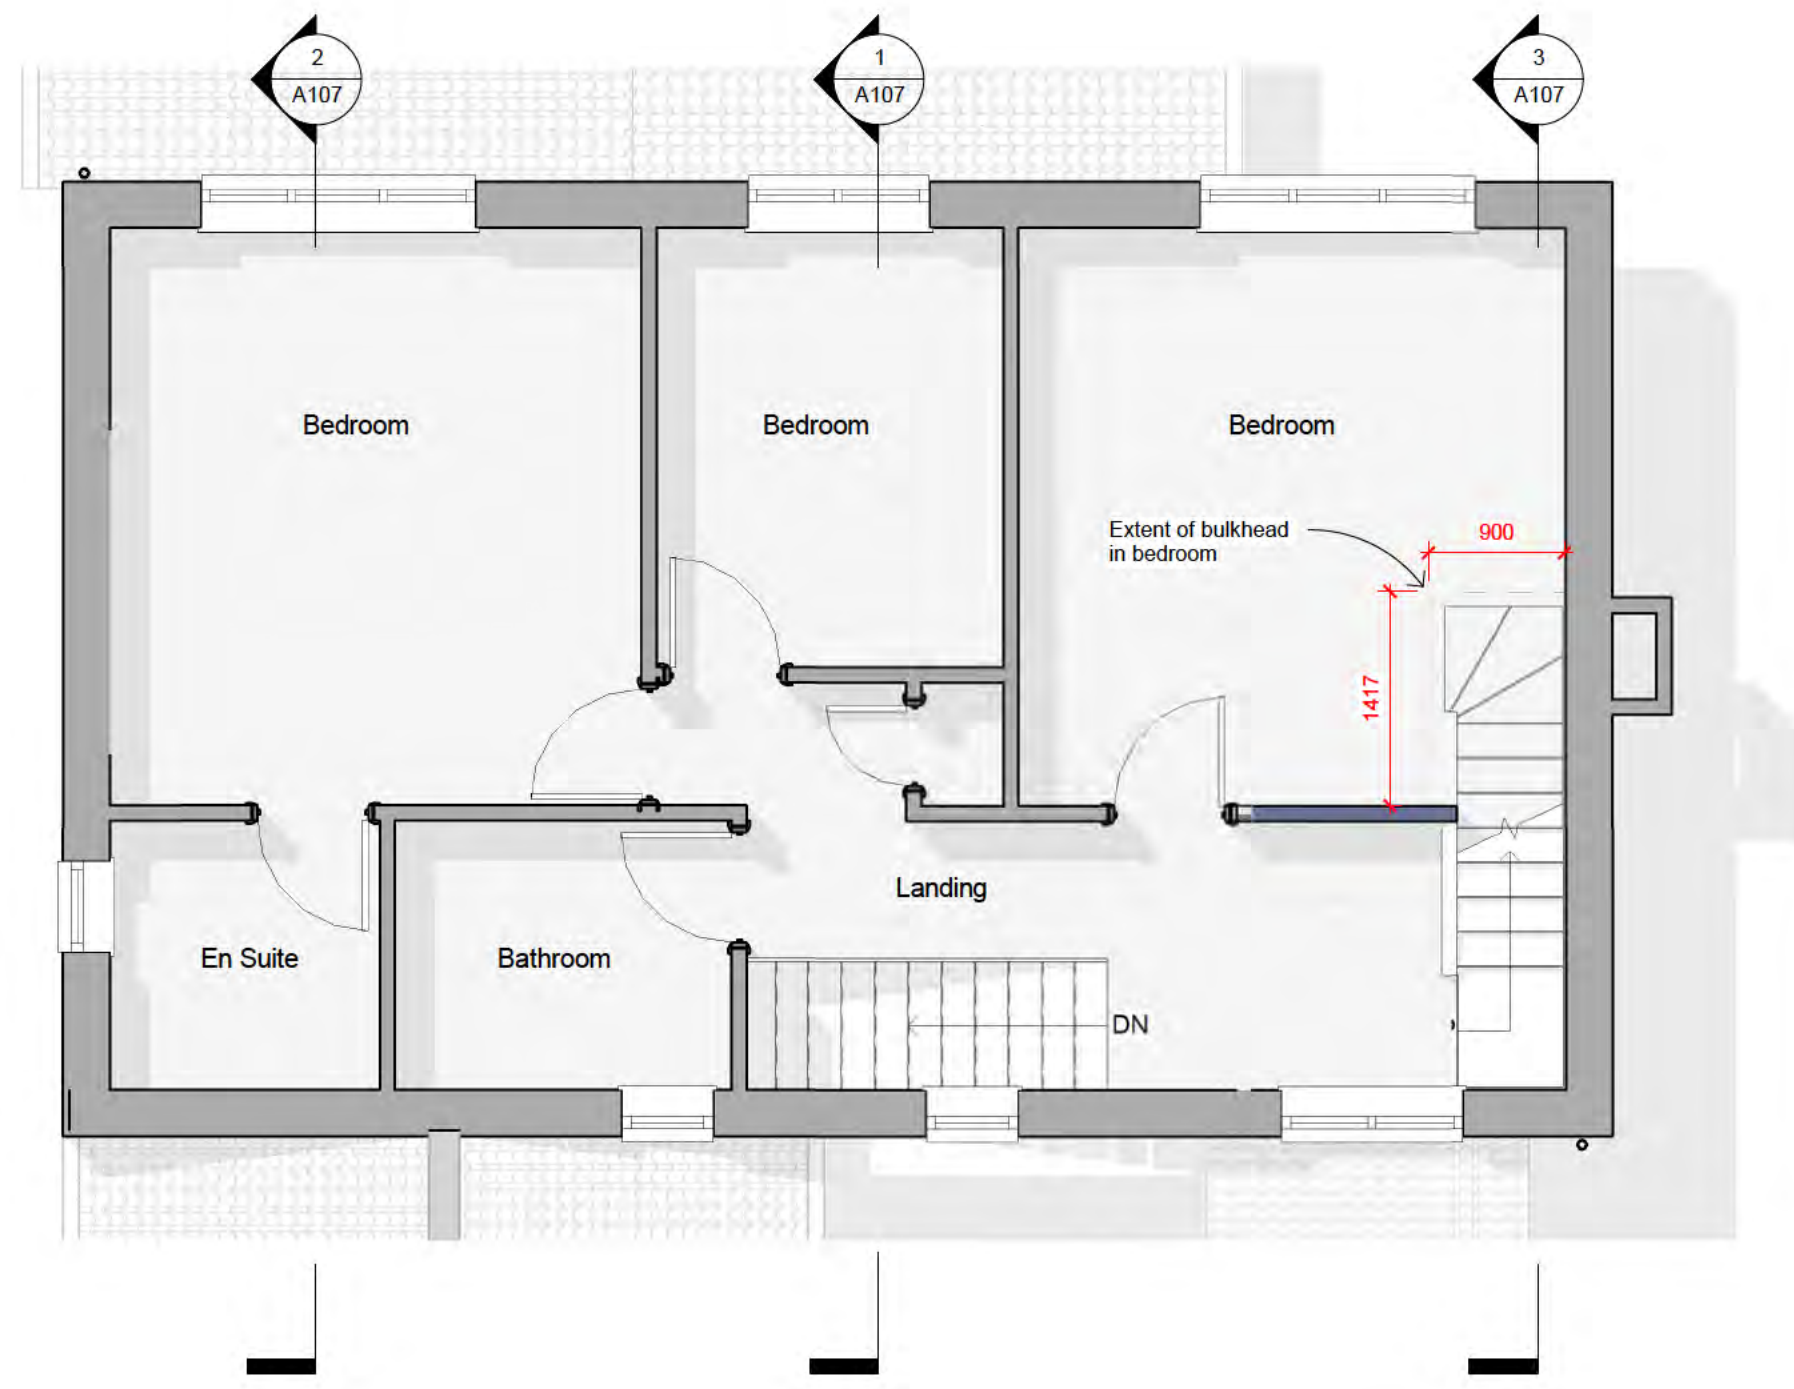 2
A107
1
A107
3
A107
Bedroom
Bedroom
Bedroom
Extent of bulkhead
in bedroom
900
1417
Landing
En Suite
Bathroom
DN